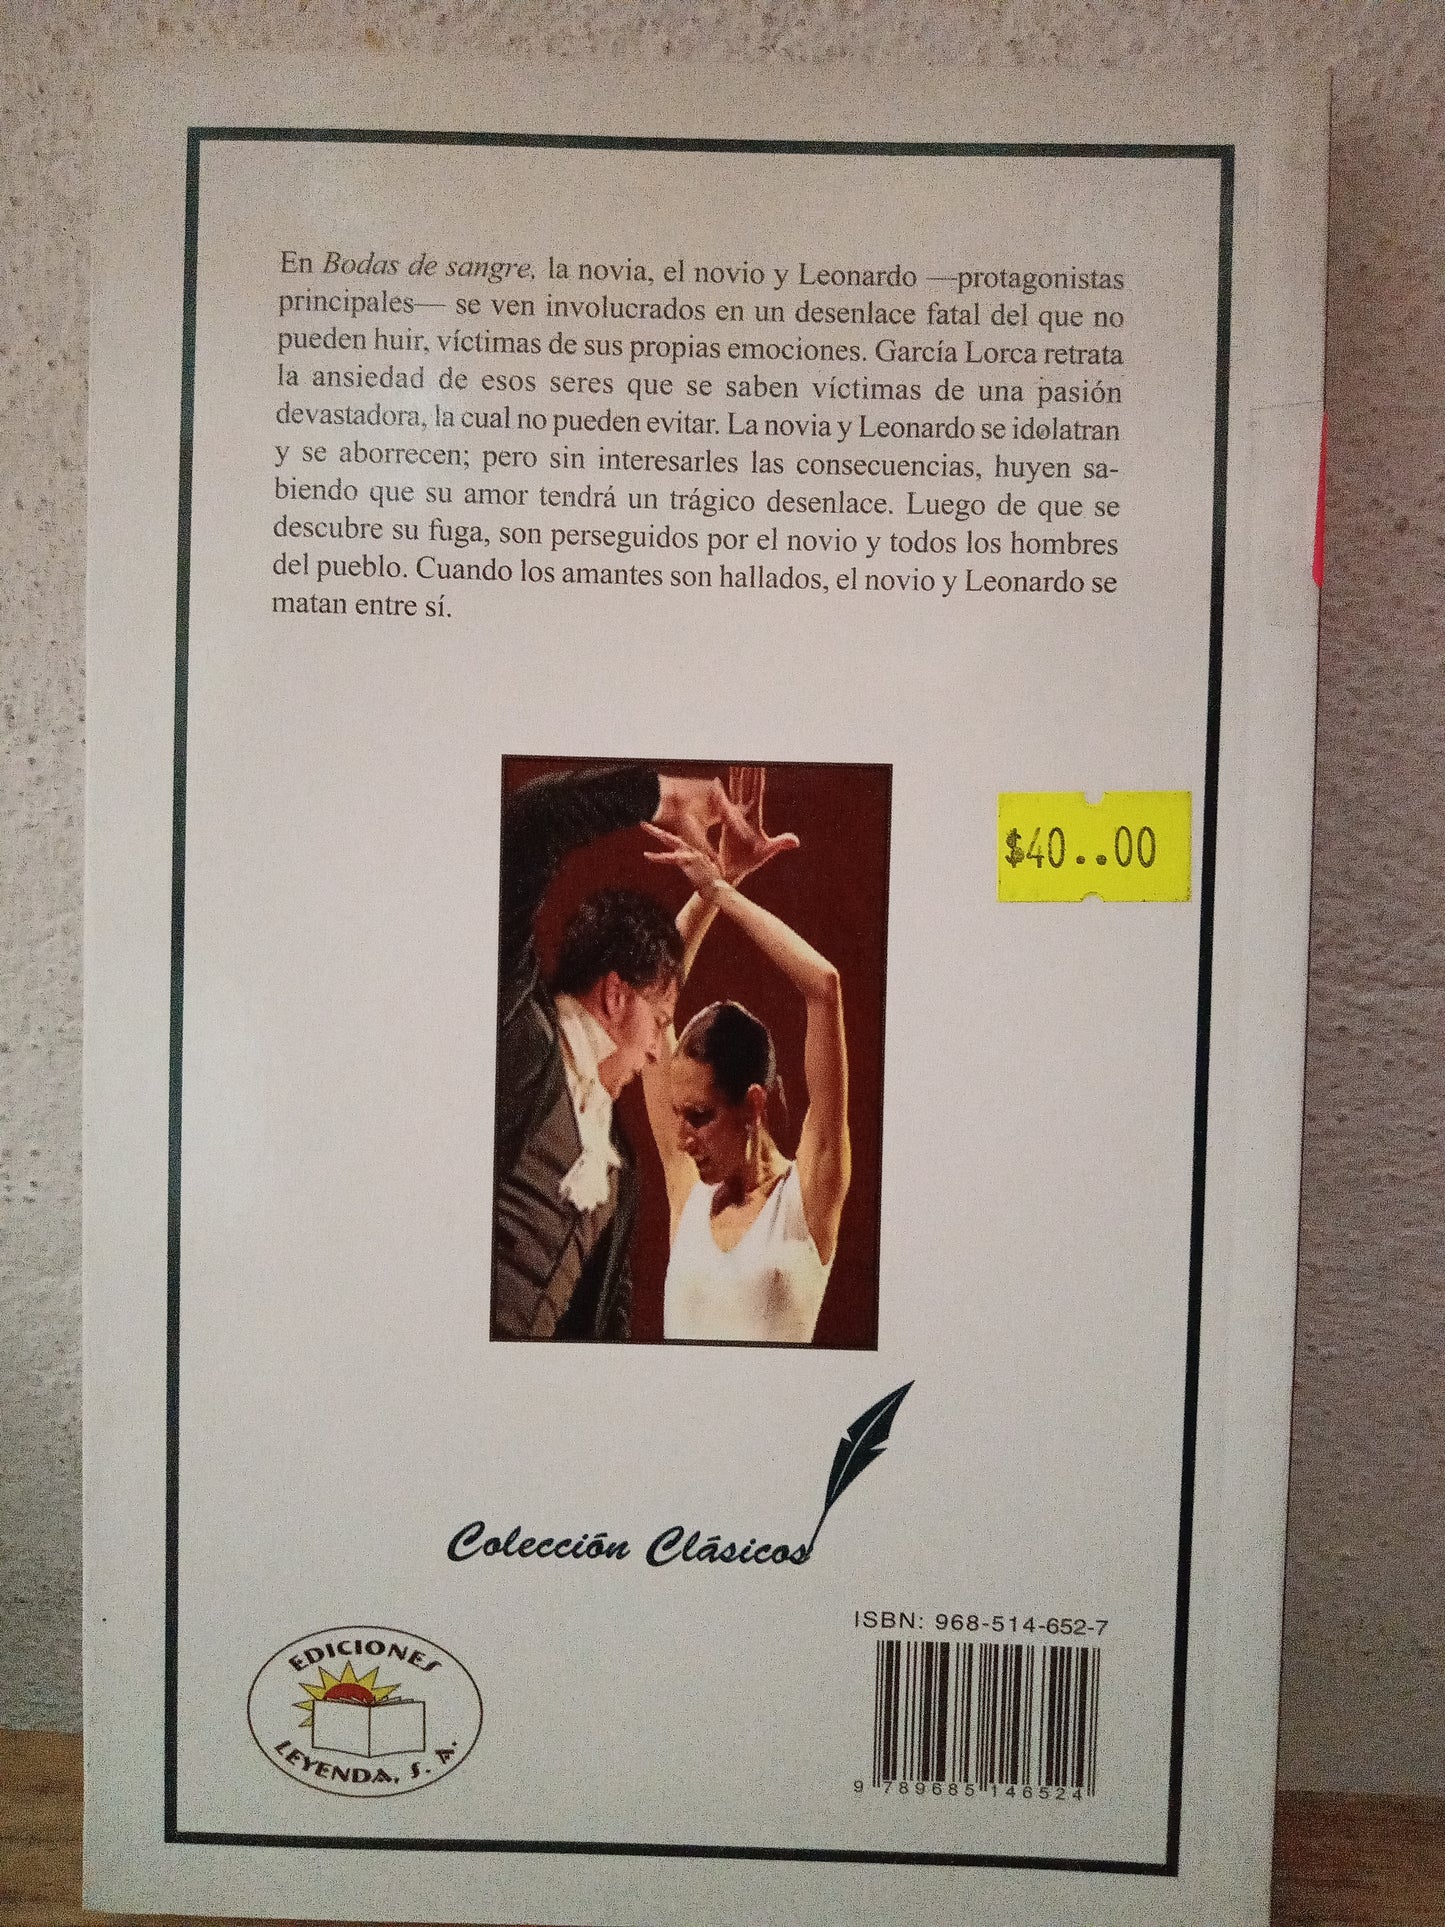 En Bodas de sangre, la novia, el novio y Leonardo —protagonistas
principales— se ven involucrados en un desenlace fatal del que no
pueden huir, víctimas de sus propias emociones. García Lorca retrata
la ansiedad de esos seres que se saben víctimas de una pasión
devastadora, la cual no pueden evitar. La novia y Leonardo se idolatran
y se aborrecen; pero sin interesarles las consecuencias, huyen sa-
biendo que su amor tendrá un trágico desenlace. Luego de que se
descubre su fuga, son perseguidos por el novio y todos los hombres
del pueblo. Cuando los amantes son hallados, el novio y Leonardo se
matan entre sí.
$40..00
Colección Clásicos
EDICIONES
LEYENDA, S. A.
ISBN: 968-514-652-7
9 789685 146524